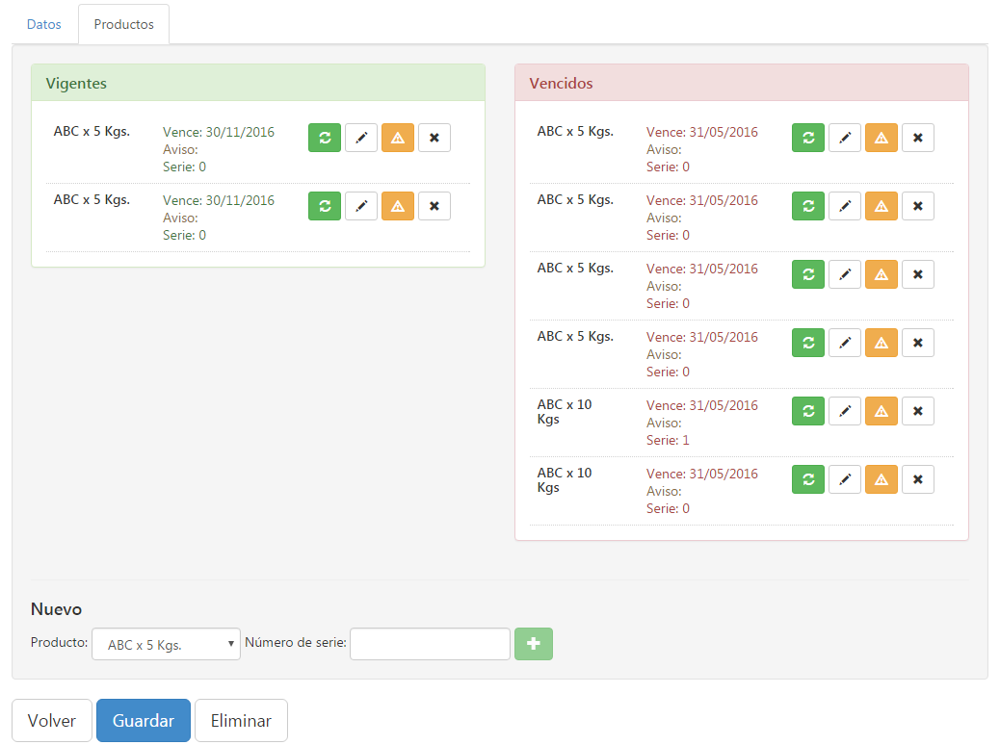 Datos
Productos
Vigentes
ABC x 5 Kgs.
Vence: 30/11/2016
Aviso:
Serie: 0
ABC x 5 Kgs.
Vence: 30/11/2016
Aviso:
Serie: 0
Vencidos
ABC x 5 Kgs.
Vence: 31/05/2016
Aviso:
Serie: 0
ABC x 5 Kgs.
Vence: 31/05/2016
Aviso:
Serie: 0
ABC x 5 Kgs.
Vence: 31/05/2016
Aviso:
Serie: 0
ABC x 5 Kgs.
Vence: 31/05/2016
Aviso:
Serie: 0
ABC x 10
Kgs
Vence: 31/05/2016
Aviso:
Serie: 1
ABC x 10
Kgs
Vence: 31/05/2016
Aviso:
Serie: 0
Nuevo
Producto: ABC x 5 Kgs. Número de serie:
Volver Guardar Eliminar